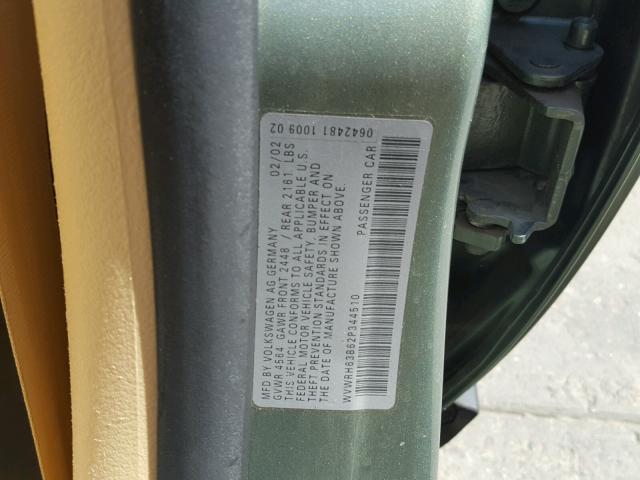 MFD BY VOLKSWAGEN AG GERMANY 02/02
GVWR 4564 GAWR FRONT 2448 / REAR 2161 LBS
THIS VEHICLE CONFORMS TO ALL APPLICABLE U.S.
FEDERAL MOTOR VEHICLE SAFETY, BUMPER AND
THEFT PREVENTION STANDARDS IN EFFECT ON
THE DATE OF MANUFACTURE SHOWN ABOVE.
WVWRH63B62P344510 PASSENGER CAR
0642481 1009 02